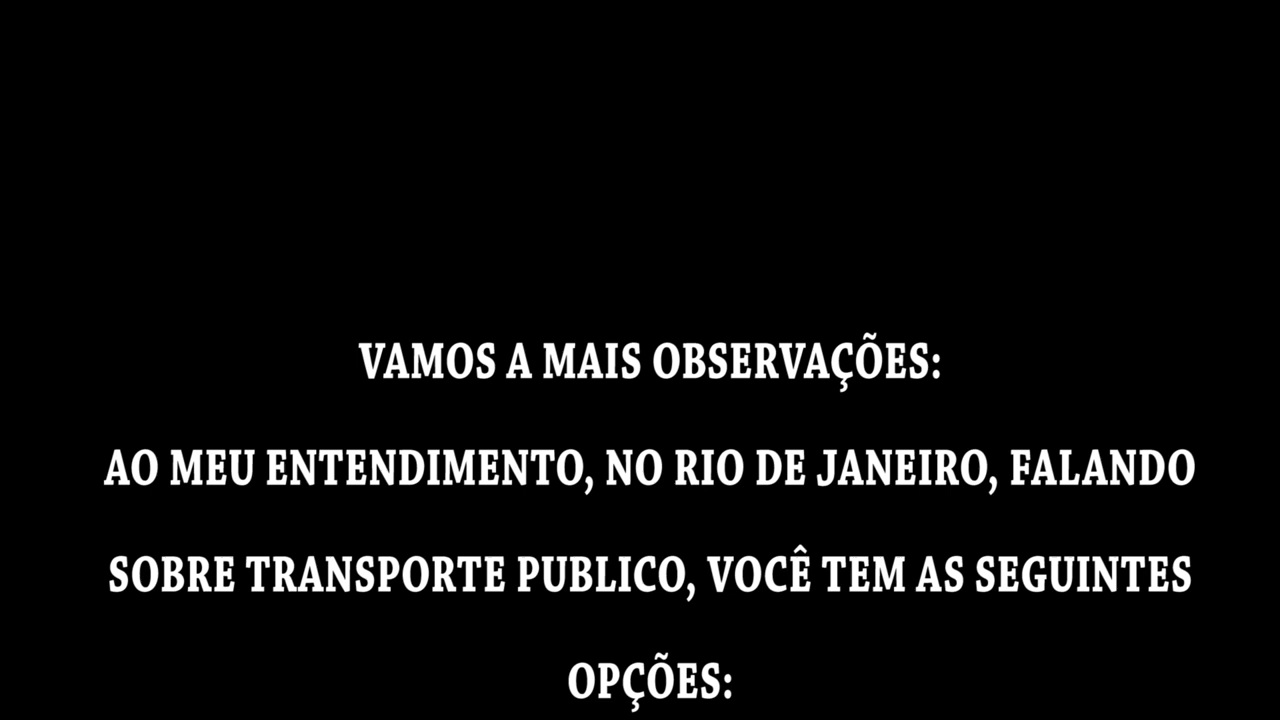 VAMOS A MAIS OBSERVAÇÕES:
AO MEU ENTENDIMENTO, NO RIO DE JANEIRO, FALANDO
SOBRE TRANSPORTE PUBLICO, VOCÊ TEM AS SEGUINTES
OPÇÕES: